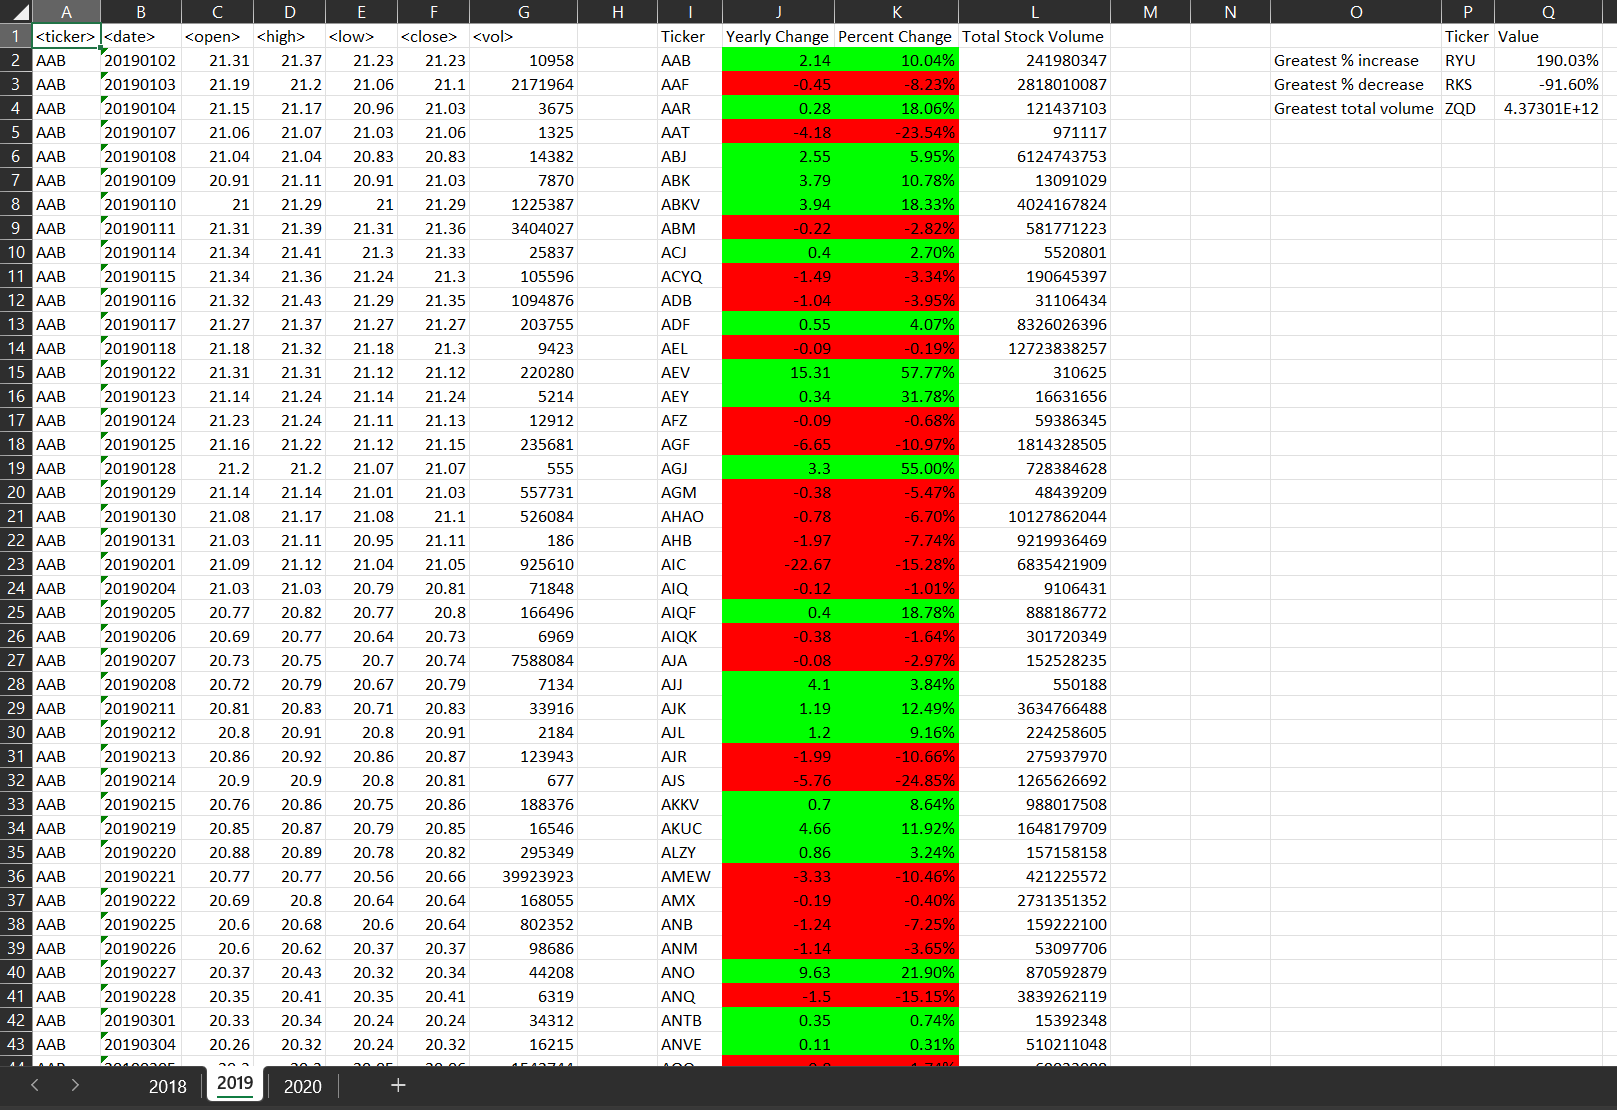 A B C D E F G H I J K L M N O P Q
1 <ticker> <date> <open> <high> <low> <close> <vol> Ticker Yearly Change Percent Change Total Stock Volume Ticker Value
2 AAB 20190102 21.31 21.37 21.23 21.23 10958 AAB 2.14 10.04% 241980347 Greatest % increase RYU 190.03%
3 AAB 20190103 21.19 21.2 21.06 21.1 2171964 AAF -0.45 -8.23% 2818010087 Greatest % decrease RKS -91.60%
4 AAB 20190104 21.15 21.17 20.96 21.03 3675 AAR 0.28 18.06% 121437103 Greatest total volume ZQD 4.37301E+12
5 AAB 20190107 21.06 21.07 21.03 21.06 1325 AAT -4.18 -23.54% 971117
6 AAB 20190108 21.04 21.04 20.83 20.83 14382 ABJ 2.55 5.95% 6124743753
7 AAB 20190109 20.91 21.11 20.91 21.03 7870 ABK 3.79 10.78% 13091029
8 AAB 20190110 21 21.29 21 21.29 1225387 ABKV 3.94 18.33% 4024167824
9 AAB 20190111 21.31 21.39 21.31 21.36 3404027 ABM -0.22 -2.82% 581771223
10 AAB 20190114 21.34 21.41 21.3 21.33 25837 ACJ 0.4 2.70% 5520801
11 AAB 20190115 21.34 21.36 21.24 21.3 105596 ACYQ -1.49 -3.34% 190645397
12 AAB 20190116 21.32 21.43 21.29 21.35 1094876 ADB -1.04 -3.95% 31106434
13 AAB 20190117 21.27 21.37 21.27 21.27 203755 ADF 0.55 4.07% 8326026396
14 AAB 20190118 21.18 21.32 21.18 21.3 9423 AEL -0.09 -0.19% 12723838257
15 AAB 20190122 21.31 21.31 21.12 21.12 220280 AEV 15.31 57.77% 310625
16 AAB 20190123 21.14 21.24 21.14 21.24 5214 AEY 0.34 31.78% 16631656
17 AAB 20190124 21.23 21.24 21.11 21.13 12912 AFZ -0.09 -0.68% 59386345
18 AAB 20190125 21.16 21.22 21.12 21.15 235681 AGF -6.65 -10.97% 1814328505
19 AAB 20190128 21.2 21.2 21.07 21.07 555 AGJ 3.3 55.00% 728384628
20 AAB 20190129 21.14 21.14 21.01 21.03 557731 AGM -0.38 -5.47% 48439209
21 AAB 20190130 21.08 21.17 21.08 21.1 526084 AHAO -0.78 -6.70% 10127862044
22 AAB 20190131 21.03 21.11 20.95 21.11 186 AHB -1.97 -7.74% 9219936469
23 AAB 20190201 21.09 21.12 21.04 21.05 925610 AIC -22.67 -15.28% 6835421909
24 AAB 20190204 21.03 21.03 20.79 20.81 71848 AIQ -0.12 -1.01% 9106431
25 AAB 20190205 20.77 20.82 20.77 20.8 166496 AIQF 0.4 18.78% 888186772
26 AAB 20190206 20.69 20.77 20.64 20.73 6969 AIQK -0.38 -1.64% 301720349
27 AAB 20190207 20.73 20.75 20.7 20.74 7588084 AJA -0.08 -2.97% 152528235
28 AAB 20190208 20.72 20.79 20.67 20.79 7134 AJJ 4.1 3.84% 550188
29 AAB 20190211 20.81 20.83 20.71 20.83 33916 AJK 1.19 12.49% 3634766488
30 AAB 20190212 20.8 20.91 20.8 20.91 2184 AJL 1.2 9.16% 224258605
31 AAB 20190213 20.86 20.92 20.86 20.87 123943 AJR -1.99 -10.66% 275937970
32 AAB 20190214 20.9 20.9 20.8 20.81 677 AJS -5.76 -24.85% 1265626692
33 AAB 20190215 20.76 20.86 20.75 20.86 188376 AKKV 0.7 8.64% 988017508
34 AAB 20190219 20.85 20.87 20.79 20.85 16546 AKUC 4.66 11.92% 1648179709
35 AAB 20190220 20.88 20.89 20.78 20.82 295349 ALZY 0.86 3.24% 157158158
36 AAB 20190221 20.77 20.77 20.56 20.66 39923923 AMEW -3.33 -10.46% 421225572
37 AAB 20190222 20.69 20.8 20.64 20.64 168055 AMX -0.19 -0.40% 2731351352
38 AAB 20190225 20.6 20.68 20.6 20.64 802352 ANB -1.24 -7.25% 159222100
39 AAB 20190226 20.6 20.62 20.37 20.37 98686 ANM -1.14 -3.65% 53097706
40 AAB 20190227 20.37 20.43 20.32 20.34 44208 ANO 9.63 21.90% 870592879
41 AAB 20190228 20.35 20.41 20.35 20.41 6319 ANQ -1.5 -15.15% 3839262119
42 AAB 20190301 20.33 20.34 20.24 20.24 34312 ANTB 0.35 0.74% 15392348
43 AAB 20190304 20.26 20.32 20.24 20.32 16215 ANVE 0.11 0.31% 510211048
2018 2019 2020 +